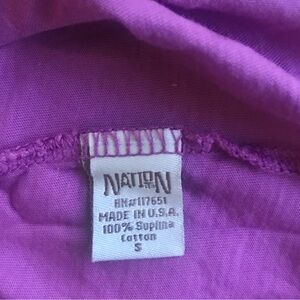 NATION
RN#117651
MADE IN U.S.A.
100% Supima
Cotton
S